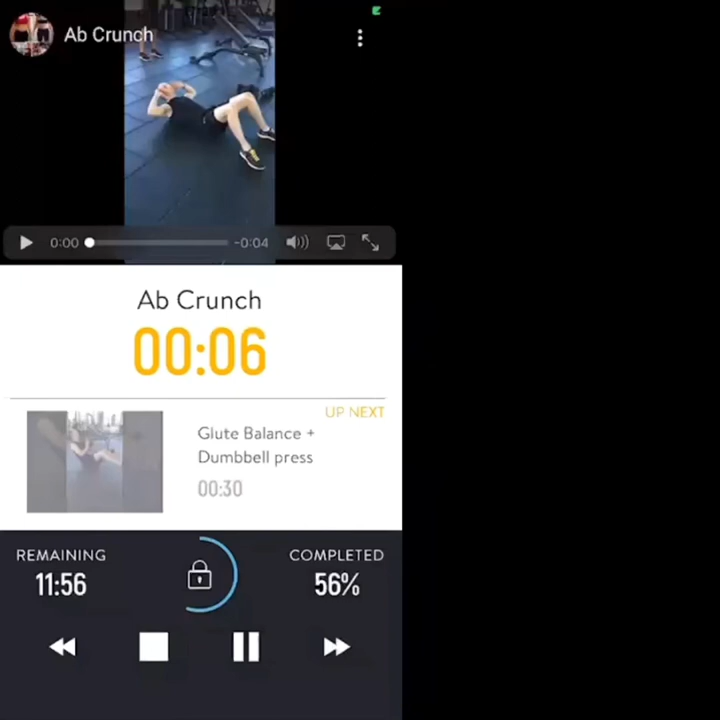 Ab Crunch
0:00
-0:04
Ab Crunch
00:06
UP NEXT
Glute Balance +
Dumbbell press
00:30
REMAINING
COMPLETED
11:56
56%